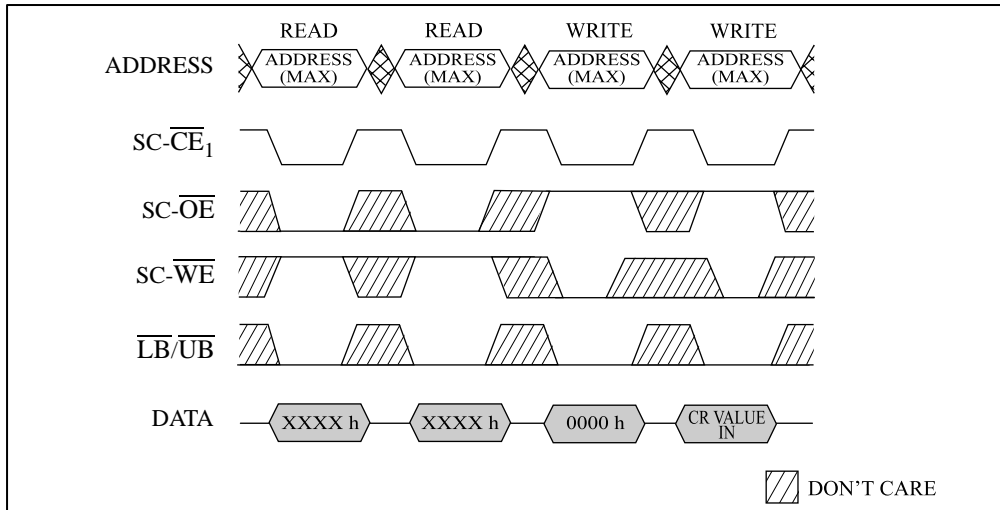 READ READ WRITE WRITE
ADDRESS ADDRESS (MAX) ADDRESS (MAX) ADDRESS (MAX) ADDRESS (MAX)
SC-CE1
SC-OE
SC-WE
LB/UB
DATA XXXX h XXXX h 0000 h CR VALUE IN
DON'T CARE